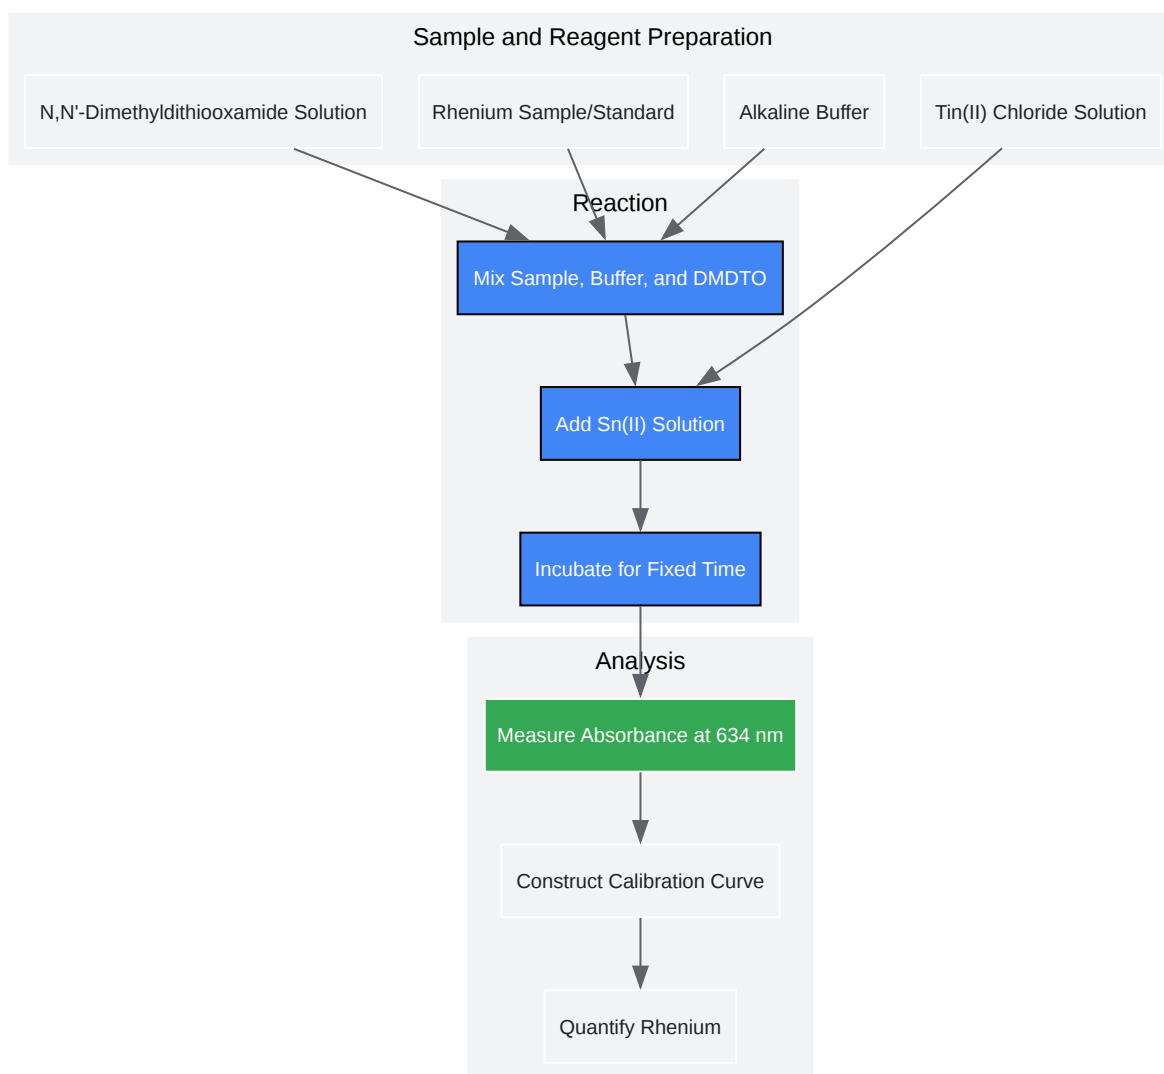 Sample and Reagent Preparation
N,N'-Dimethyldithiooxamide Solution
Rhenium Sample/Standard
Alkaline Buffer
Tin(II) Chloride Solution
Reaction
Mix Sample, Buffer, and DMDTO
Add Sn(II) Solution
Incubate for Fixed Time
Analysis
Measure Absorbance at 634 nm
Construct Calibration Curve
Quantify Rhenium